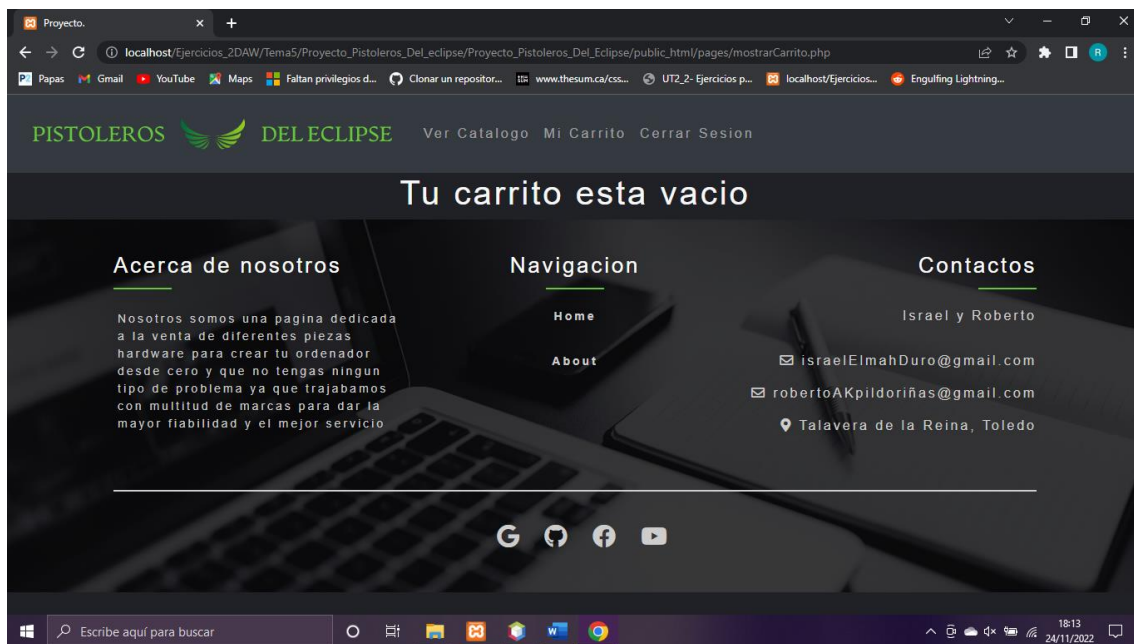 Proyecto.
localhost/Ejercicios_2DAW/Tema5/Proyecto_Pistoleros_Del_eclipse/Proyecto_Pistoleros_Del_Eclipse/public_html/pages/mostrarCarrito.php
R
Papas Gmail YouTube Maps Faltan privilegios d... Clonar un repositor... www.thesum.ca/css... UT2_2- Ejercicios p... localhost/Ejercicios... Engulfing Lightning...
PISTOLEROS DEL ECLIPSE Ver Catalogo Mi Carrito Cerrar Sesion
Tu carrito esta vacio
Acerca de nosotros
Nosotros somos una pagina dedicada
a la venta de diferentes piezas
hardware para crear tu ordenador
desde cero y que no tengas ningun
tipo de problema ya que trajabamos
con multitud de marcas para dar la
mayor fiabilidad y el mejor servicio
Navigacion
Home
About
Contactos
Israel y Roberto
israelElmahDuro@gmail.com
robertoAKpildoriñas@gmail.com
Talavera de la Reina, Toledo
Escribe aquí para buscar
18:13
24/11/2022